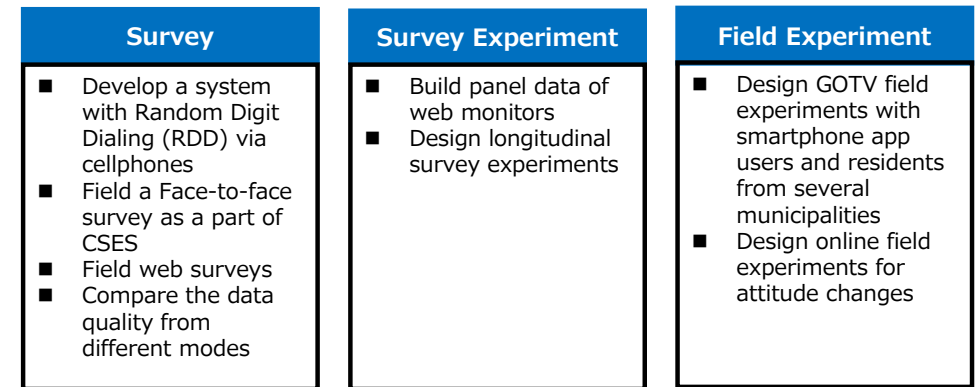 Survey
■ Develop a system
with Random Digit
Dialing (RDD) via
cellphones
■ Field a Face-to-face
survey as a part of
CSES
■ Field web surveys
■ Compare the data
quality from
different modes
Survey Experiment
■ Build panel data of
web monitors
■ Design longitudinal
survey experiments
Field Experiment
■ Design GOTV field
experiments with
smartphone app
users and residents
from several
municipalities
■ Design online field
experiments for
attitude changes